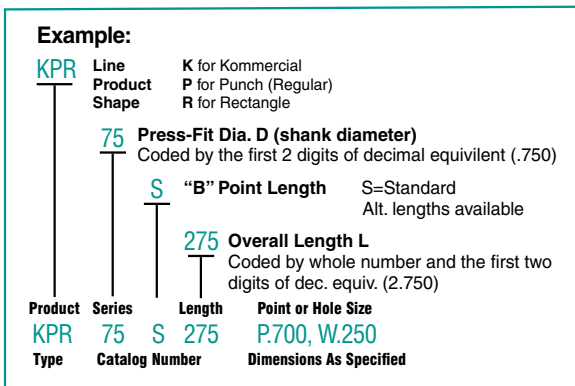 Example:
KPR Line K for Kommercial
Product P for Punch (Regular)
Shape R for Rectangle
75 Press-Fit Dia. D (shank diameter)
Coded by the first 2 digits of decimal equivilent (.750)
S “B” Point Length S=Standard
Alt. lengths available
275 Overall Length L
Coded by whole number and the first two
digits of dec. equiv. (2.750)
Product Series Length Point or Hole Size
KPR 75 S 275 P.700, W.250
Type Catalog Number Dimensions As Specified